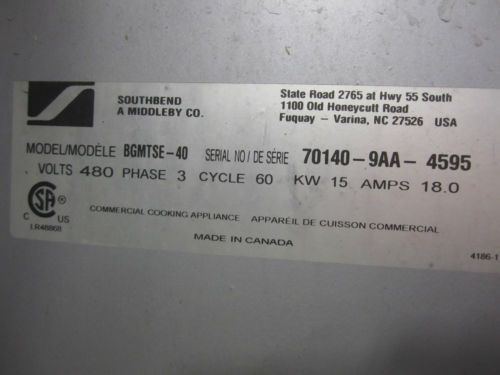 SOUTHBEND
A MIDDLEBY CO.
State Road 2765 at Hwy 55 South
1100 Old Honeycutt Road
Fuquay - Varina, NC 27526 USA
MODEL/MODÈLE BGMTSE-40 SERIAL NO / DE SÉRIE 70140-9AA-4595
VOLTS 480 PHASE 3 CYCLE 60 KW 15 AMPS 18.0
CSA
C US
LR48868
COMMERCIAL COOKING APPLIANCE APPAREIL DE CUISSON COMMERCIAL
MADE IN CANADA
4186-1